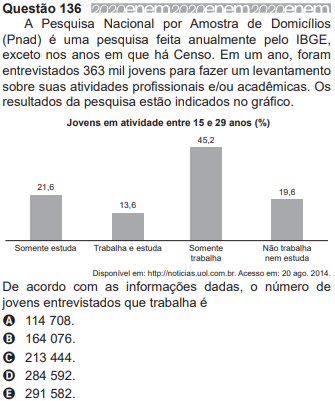 Questão 136 2020enem2020enem2020enem
A Pesquisa Nacional por Amostra de Domicílios
(Pnad) é uma pesquisa feita anualmente pelo IBGE,
exceto nos anos em que há Censo. Em um ano, foram
entrevistados 363 mil jovens para fazer um levantamento
sobre suas atividades profissionais e/ou acadêmicas. Os
resultados da pesquisa estão indicados no gráfico.
Jovens em atividade entre 15 e 29 anos (%)
45,2
21,6
19,6
13,6
Somente estuda Trabalha e estuda Somente Não trabalha
trabalha nem estuda
Disponível em: http://noticias.uol.com.br. Acesso em: 20 ago. 2014.
De acordo com as informações dadas, o número de
jovens entrevistados que trabalha é
A 114 708.
B 164 076.
C 213 444.
D 284 592.
E 291 582.